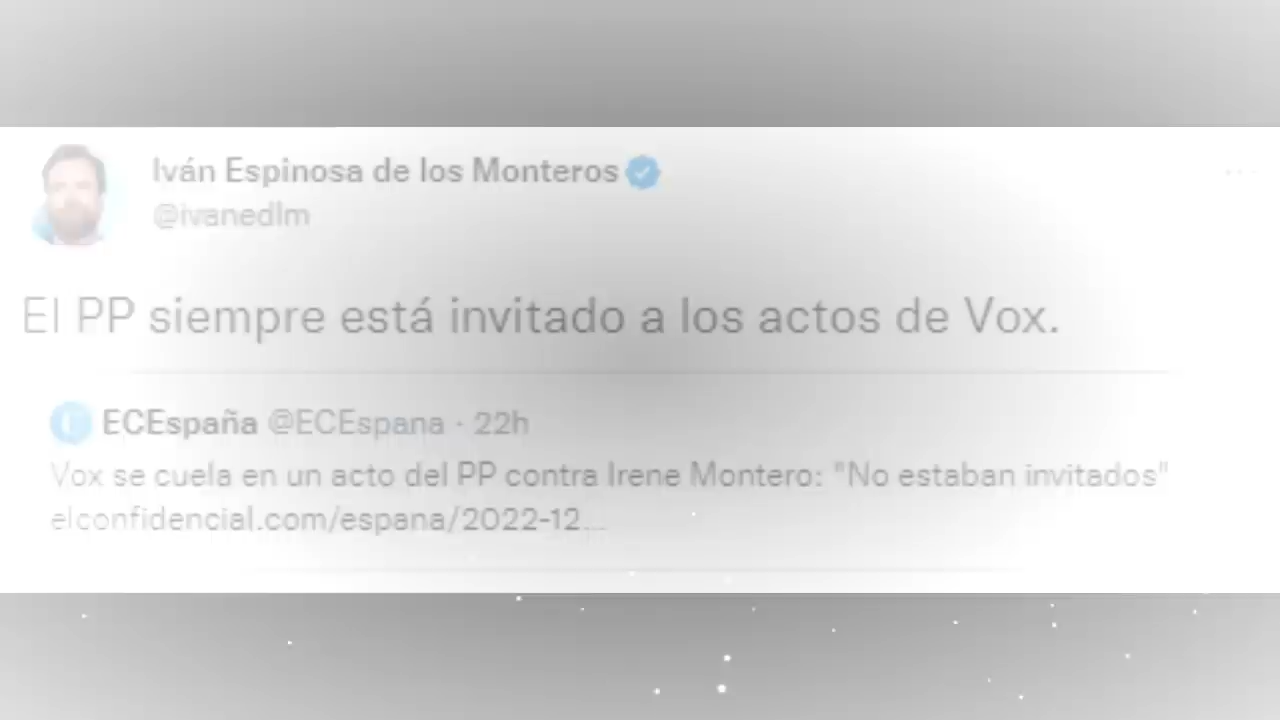 Iván Espinosa de los Monteros
@ivanedlm
El PP siempre está invitado a los actos de Vox.
ECEspaña @ECEspana · 22h
Vox se cuela en un acto del PP contra Irene Montero: "No estaban invitados"
elconfidencial.com/espana/2022-12...